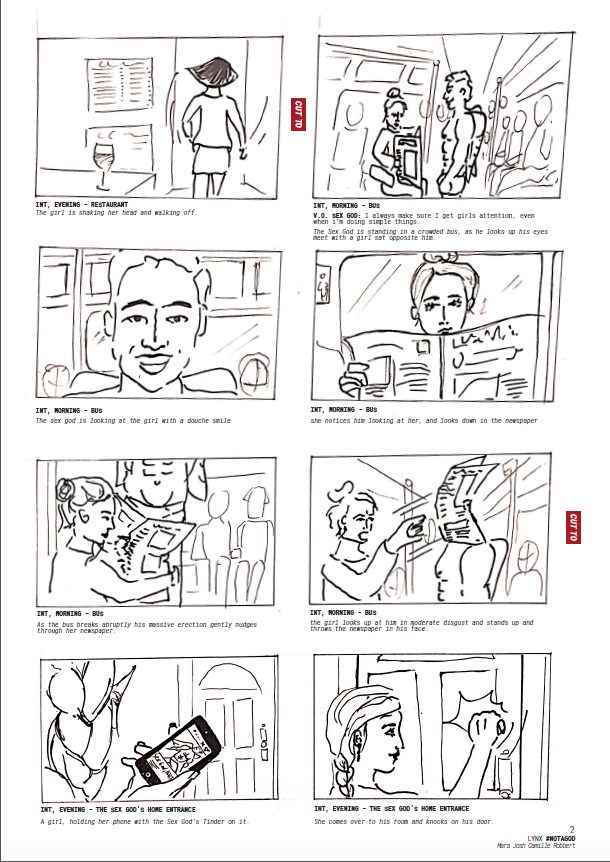 CUT TO
INT, EVENING - REsTAURANT
The girl is shaking her head and walking off.
INT, MORNING - BUs
V.O. sEX GOD: I always make sure I get girls attention, even
when i'm doing simple things.
The Sex God is standing in a crowded bus, as he looks up his eyes
meet with a girl sat opposite him.
INT, MORNING - BUs
The sex god is looking at the girl with a douche smile
INT, MORNING - BUs
she notices him looking at her, and looks down in the newspaper
CUT TO
INT, MORNING - BUs
As the bus breaks abruptly his massive erection gently nudges
through her newspaper.
INT, MORNING - BUs
the girl looks up at him in moderate disgust and stands up and
throws the newspaper in his face.
INT, EVENING - THE sEX GOD's HOME ENTRANCE
A girl, holding her phone with the Sex God's Tinder on it.
INT, EVENING - THE sEX GOD's HOME ENTRANCE
She comes over to his room and knocks on his door.
2
LYNX #NOTAGOD
Mara Josh Camille Robbert